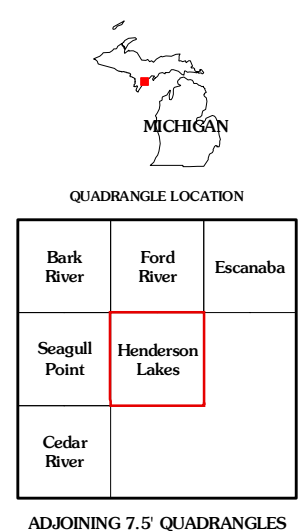 MICHIGAN
QUADRANGLE LOCATION
Bark
River
Ford
River
Escanaba
Seagull
Point
Henderson
Lakes
Cedar
River
ADJOINING 7.5' QUADRANGLES